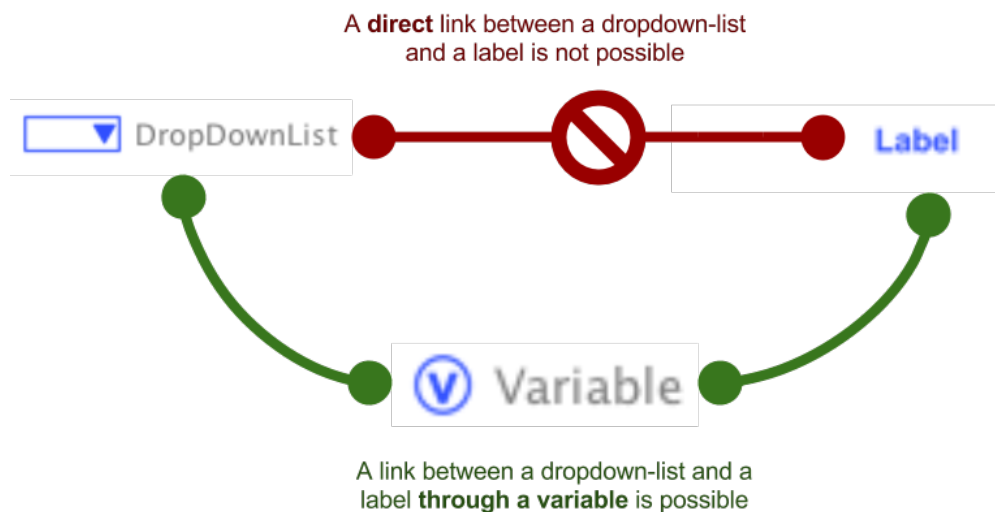 A direct link between a dropdown-list
and a label is not possible
DropDownList
Label
V Variable
A link between a dropdown-list and a
label through a variable is possible